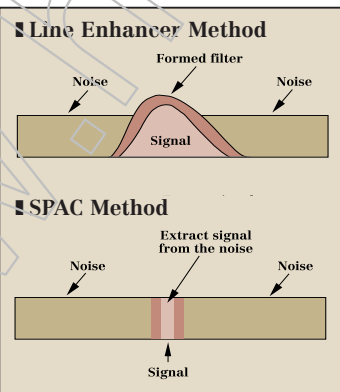 Line Enhancer Method
Formed filter
Noise
Noise
Signal
SPAC Method
Extract signal
from the noise
Noise
Noise
Signal